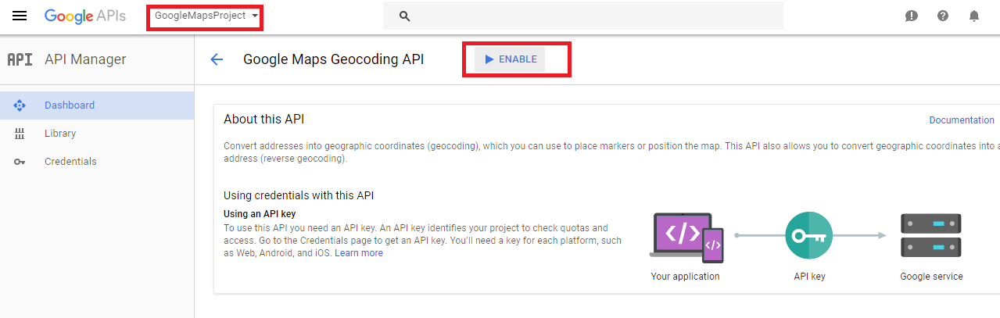 Google APIs
GoogleMapsProject
API
API Manager
Google Maps Geocoding API
ENABLE
Dashboard
Library
Credentials
About this API
Documentation
Convert addresses into geographic coordinates (geocoding), which you can use to place markers or position the map. This API also allows you to convert geographic coordinates into a
address (reverse geocoding).
Using credentials with this API
Using an API key
To use this API you need an API key. An API key identifies your project to check quotas and
access. Go to the Credentials page to get an API key. You'll need a key for each platform, such
as Web, Android, and iOS. Learn more
</>
</>
Your application
API key
Google service